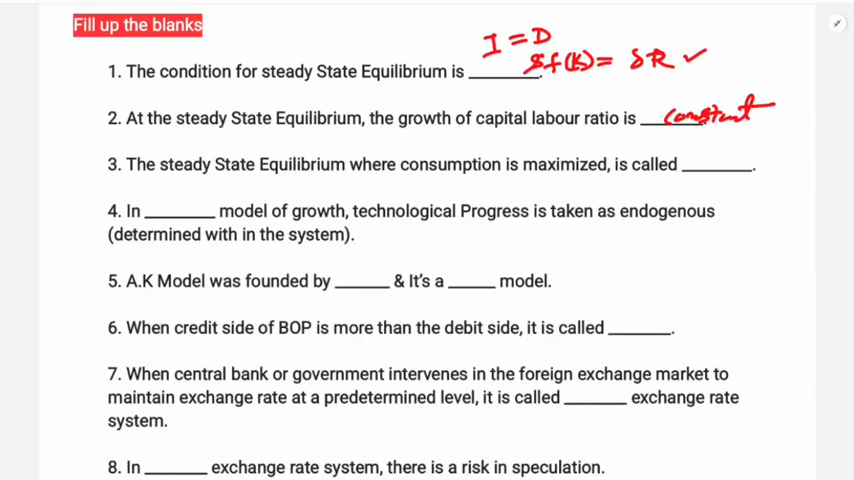 Fill up the blanks
I = D
sf(k) = δk ✓
1. The condition for steady State Equilibrium is ________.
2. At the steady State Equilibrium, the growth of capital labour ratio is ________. constant
3. The steady State Equilibrium where consumption is maximized, is called ________.
4. In ________ model of growth, technological Progress is taken as endogenous
(determined with in the system).
5. A.K Model was founded by ______ & It's a _____ model.
6. When credit side of BOP is more than the debit side, it is called _______.
7. When central bank or government intervenes in the foreign exchange market to
maintain exchange rate at a predetermined level, it is called _______ exchange rate
system.
8. In _______ exchange rate system, there is a risk in speculation.